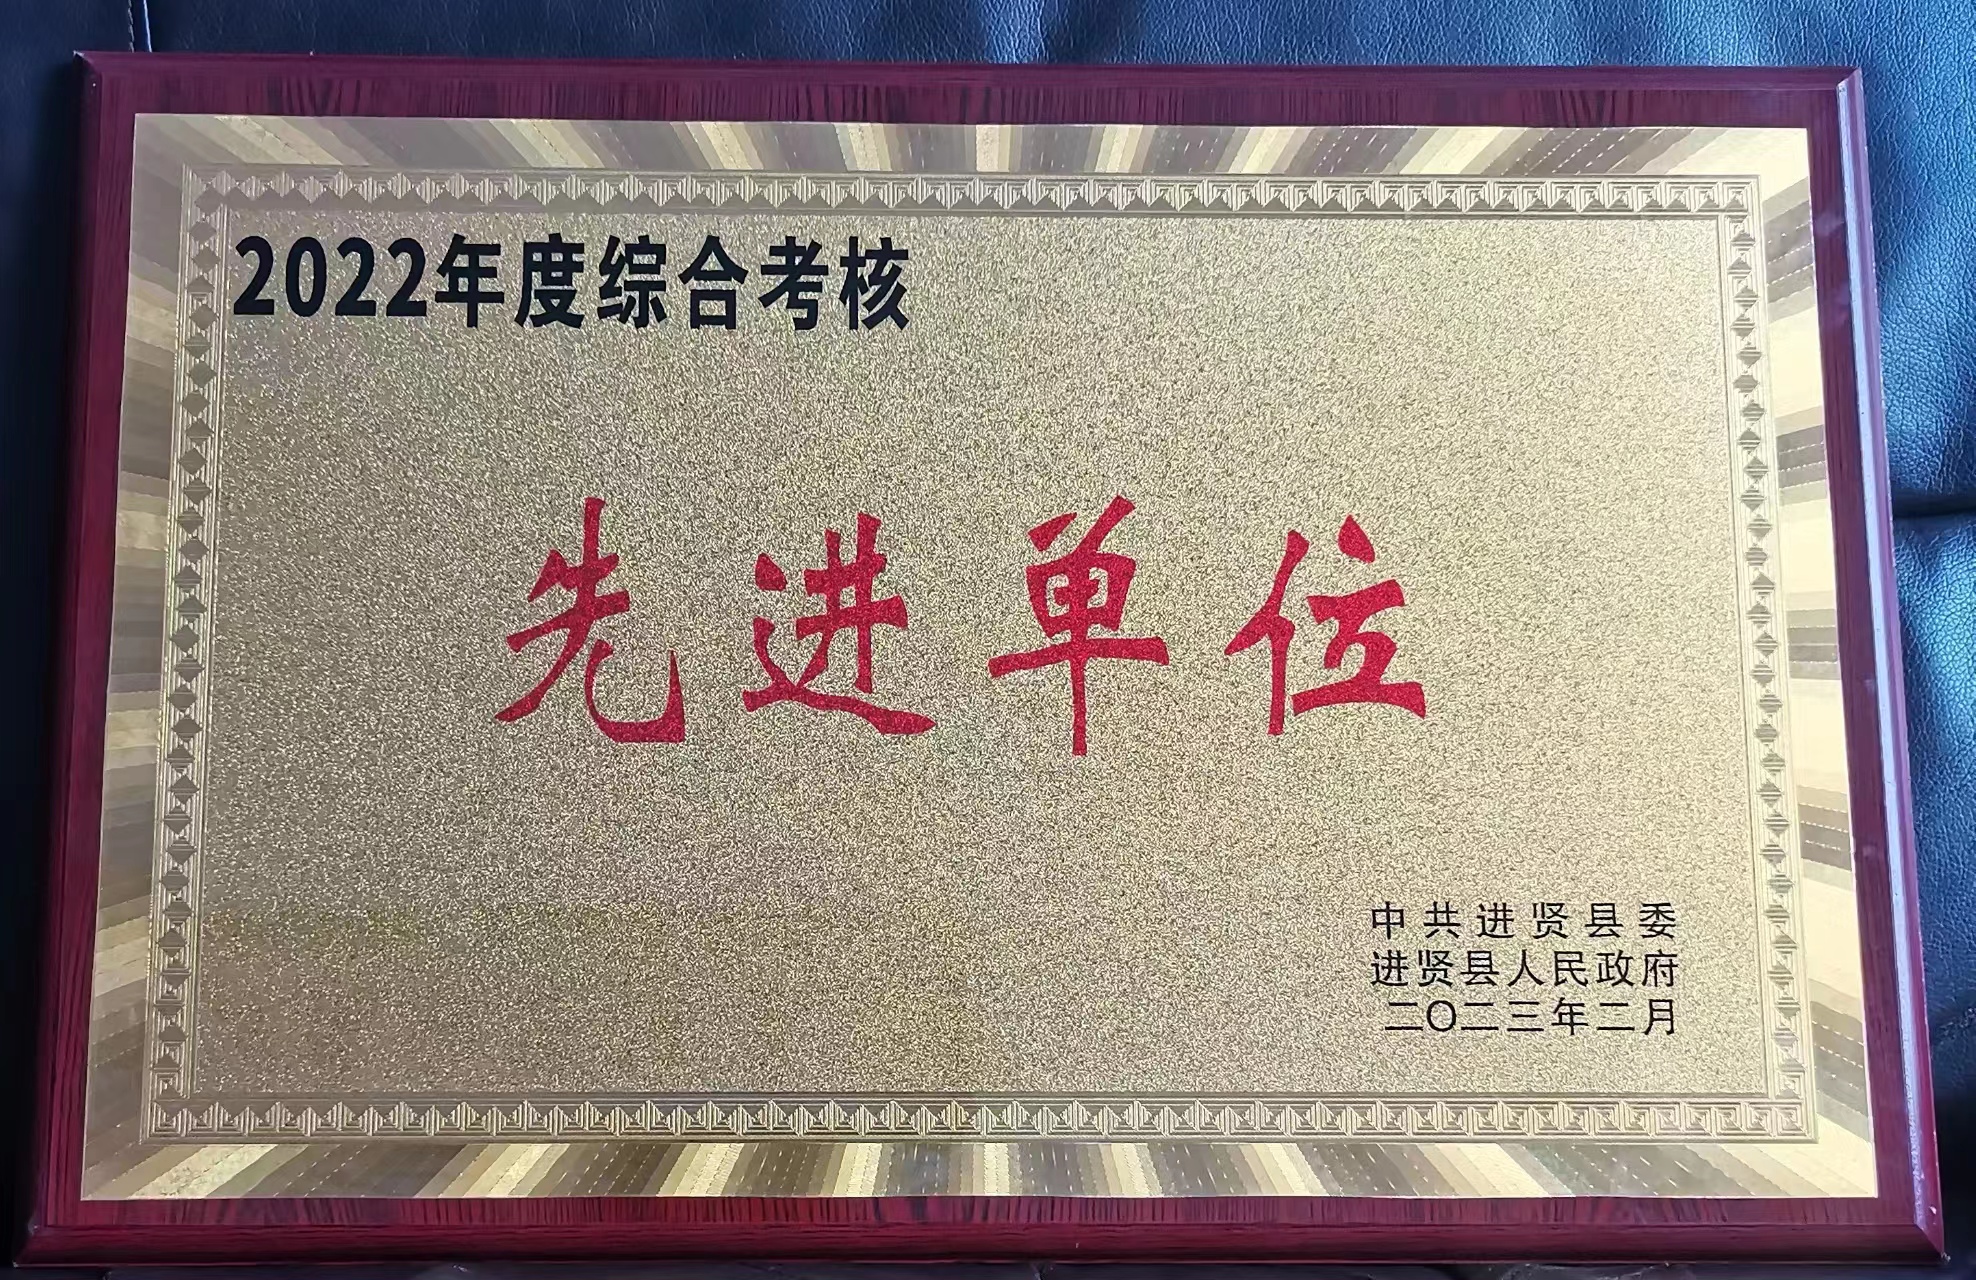 2022年度综合考核
先进单位
中共进贤县委
进贤县人民政府
二〇二三年二月